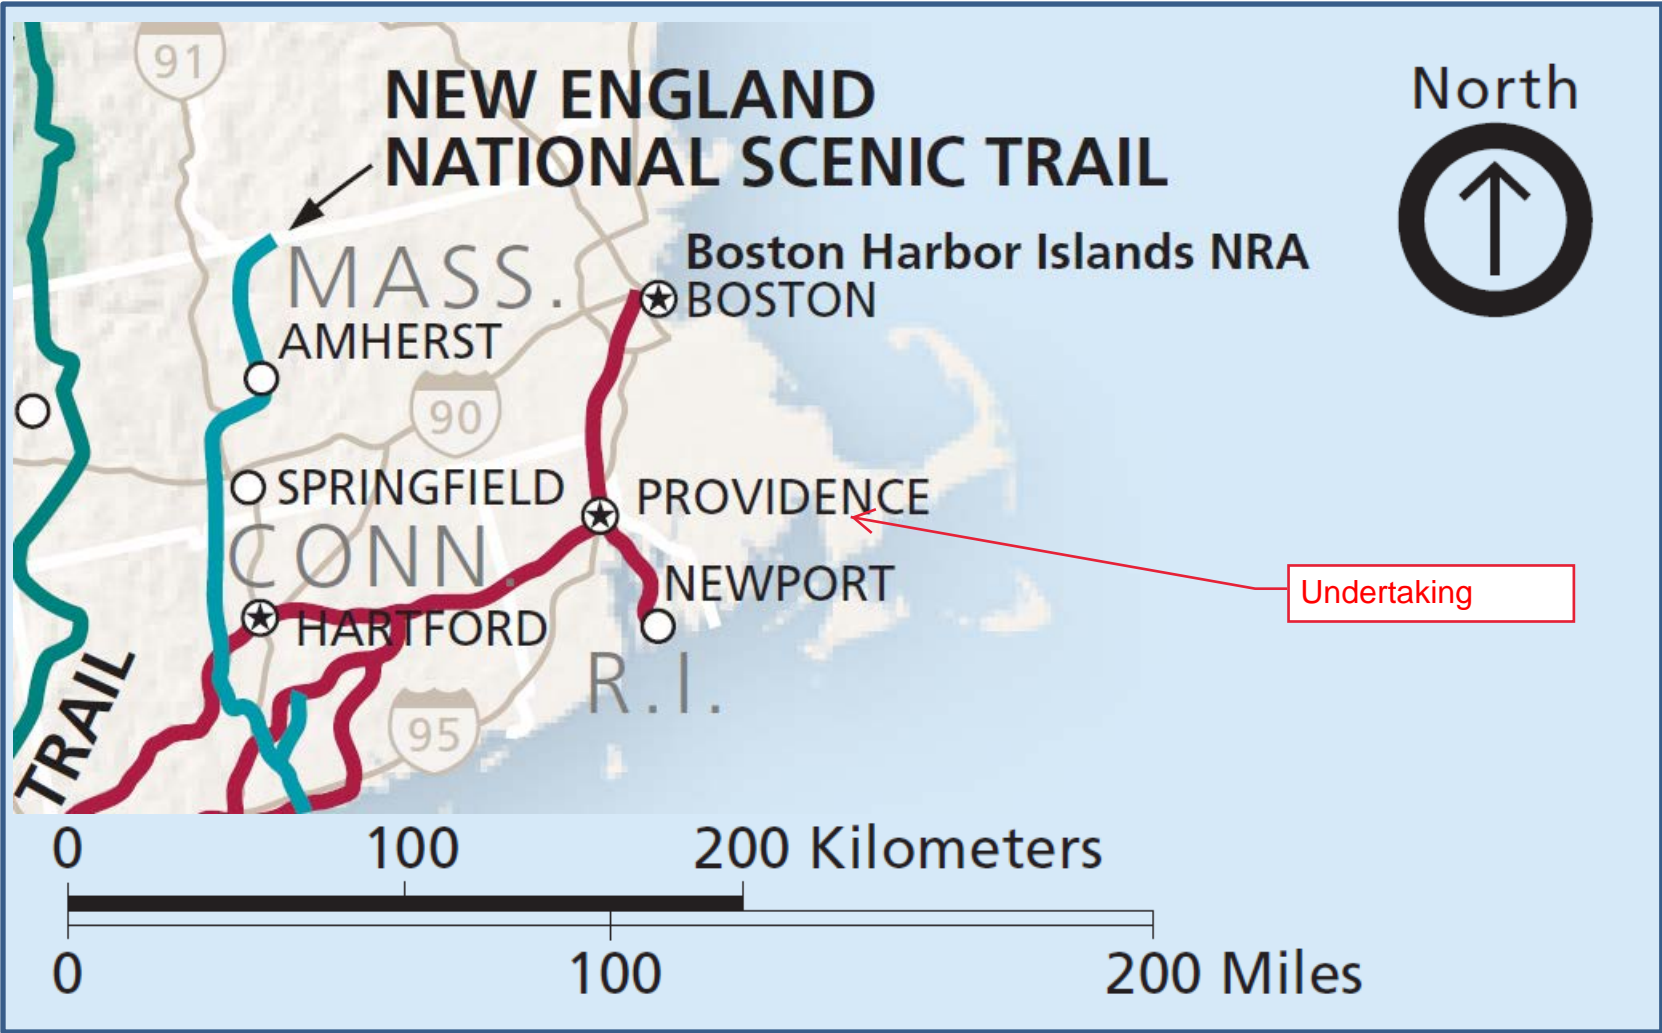 91
NEW ENGLAND
NATIONAL SCENIC TRAIL
North
Boston Harbor Islands NRA
BOSTON
MASS.
AMHERST
90
SPRINGFIELD
PROVIDENCE
CONN.
NEWPORT
Undertaking
HARTFORD
R.I.
TRAIL
95
0 100 200 Kilometers
0 100 200 Miles